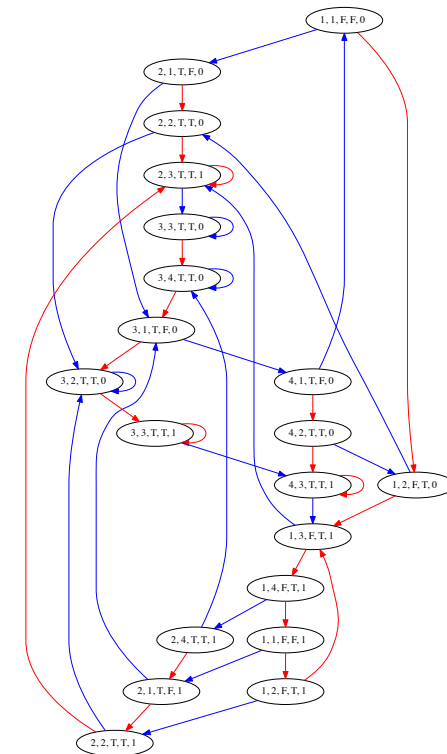 1, 1, F, F, 0
2, 1, T, F, 0
2, 2, T, T, 0
2, 3, T, T, 1
3, 3, T, T, 0
3, 4, T, T, 0
3, 1, T, F, 0
3, 2, T, T, 0
4, 1, T, F, 0
3, 3, T, T, 1
4, 2, T, T, 0
4, 3, T, T, 1
1, 2, F, T, 0
1, 3, F, T, 1
1, 4, F, T, 1
2, 4, T, T, 1
1, 1, F, F, 1
2, 1, T, F, 1
1, 2, F, T, 1
2, 2, T, T, 1